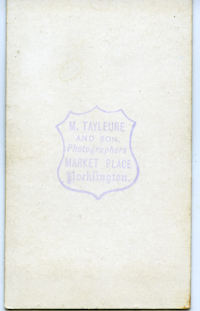 M. TAYLEURE
AND SON,
Photographers
MARKET PLACE
Pocklington.